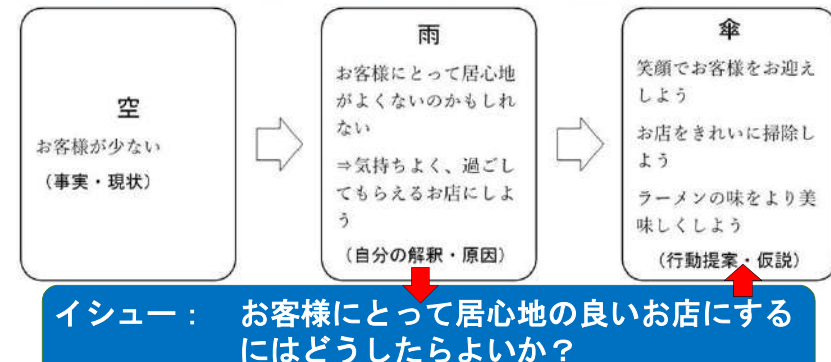 空
お客様が少ない
(事実・現状)
雨
お客様にとって居心地
がよくないのかもしれ
ない
⇒気持ちよく、過ごし
てもらえるお店にしよ
う
(自分の解釈・原因)
傘
笑顔でお客様をお迎え
しよう
お店をきれいに掃除し
よう
ラーメンの味をより美
味しくしよう
(行動提案・仮説)
イシュー： お客様にとって居心地の良いお店にする
にはどうしたらよいか？